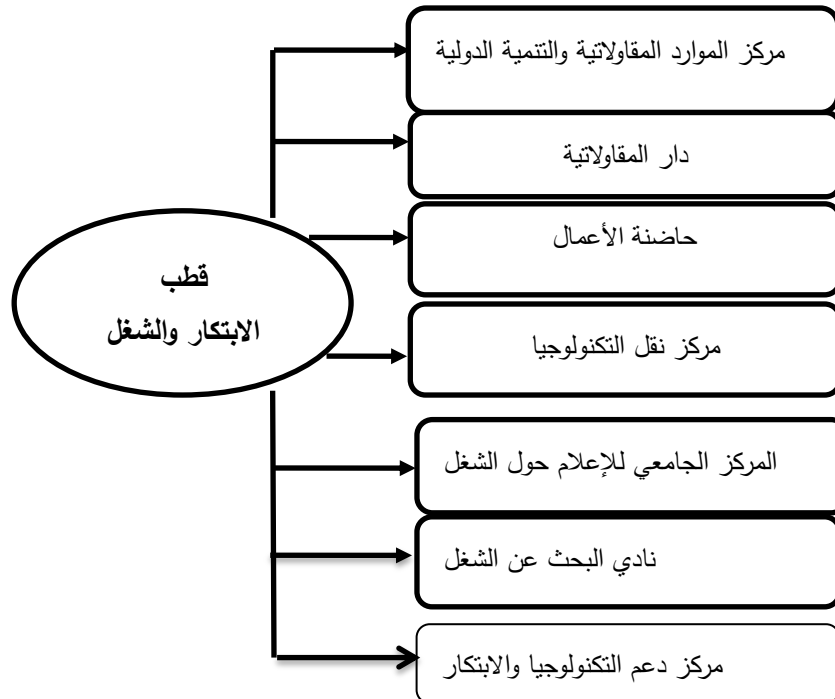 مركز الموارد المقاولاتية والتنمية الدولية
دار المقاولاتية
حاضنة الأعمال
قطب
الابتكار والشغل
مركز نقل التكنولوجيا
المركز الجامعي للإعلام حول الشغل
نادي البحث عن الشغل
مركز دعم التكنولوجيا والابتكار